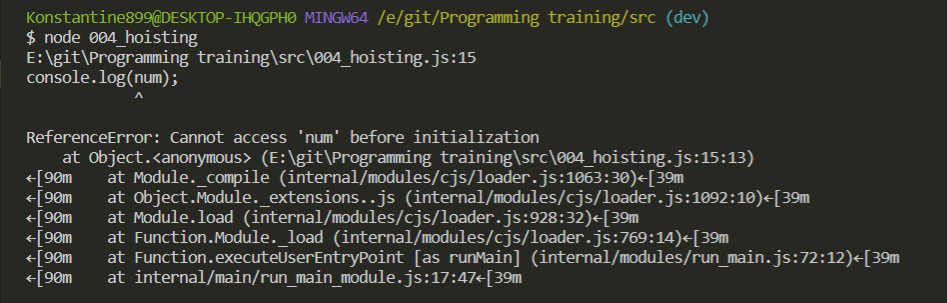 Konstantine899@DESKTOP-IHQGPH0 MINGW64 /e/git/Programming training/src (dev)
$ node 004_hoisting
E:\git\Programming training\src\004_hoisting.js:15
console.log(num);
            ^
ReferenceError: Cannot access 'num' before initialization
    at Object.<anonymous> (E:\git\Programming training\src\004_hoisting.js:15:13)
←[90m    at Module._compile (internal/modules/cjs/loader.js:1063:30)←[39m
←[90m    at Object.Module._extensions..js (internal/modules/cjs/loader.js:1092:10)←[39m
←[90m    at Module.load (internal/modules/cjs/loader.js:928:32)←[39m
←[90m    at Function.Module._load (internal/modules/cjs/loader.js:769:14)←[39m
←[90m    at Function.executeUserEntryPoint [as runMain] (internal/modules/run_main.js:72:12)←[39m
←[90m    at internal/main/run_main_module.js:17:47←[39m